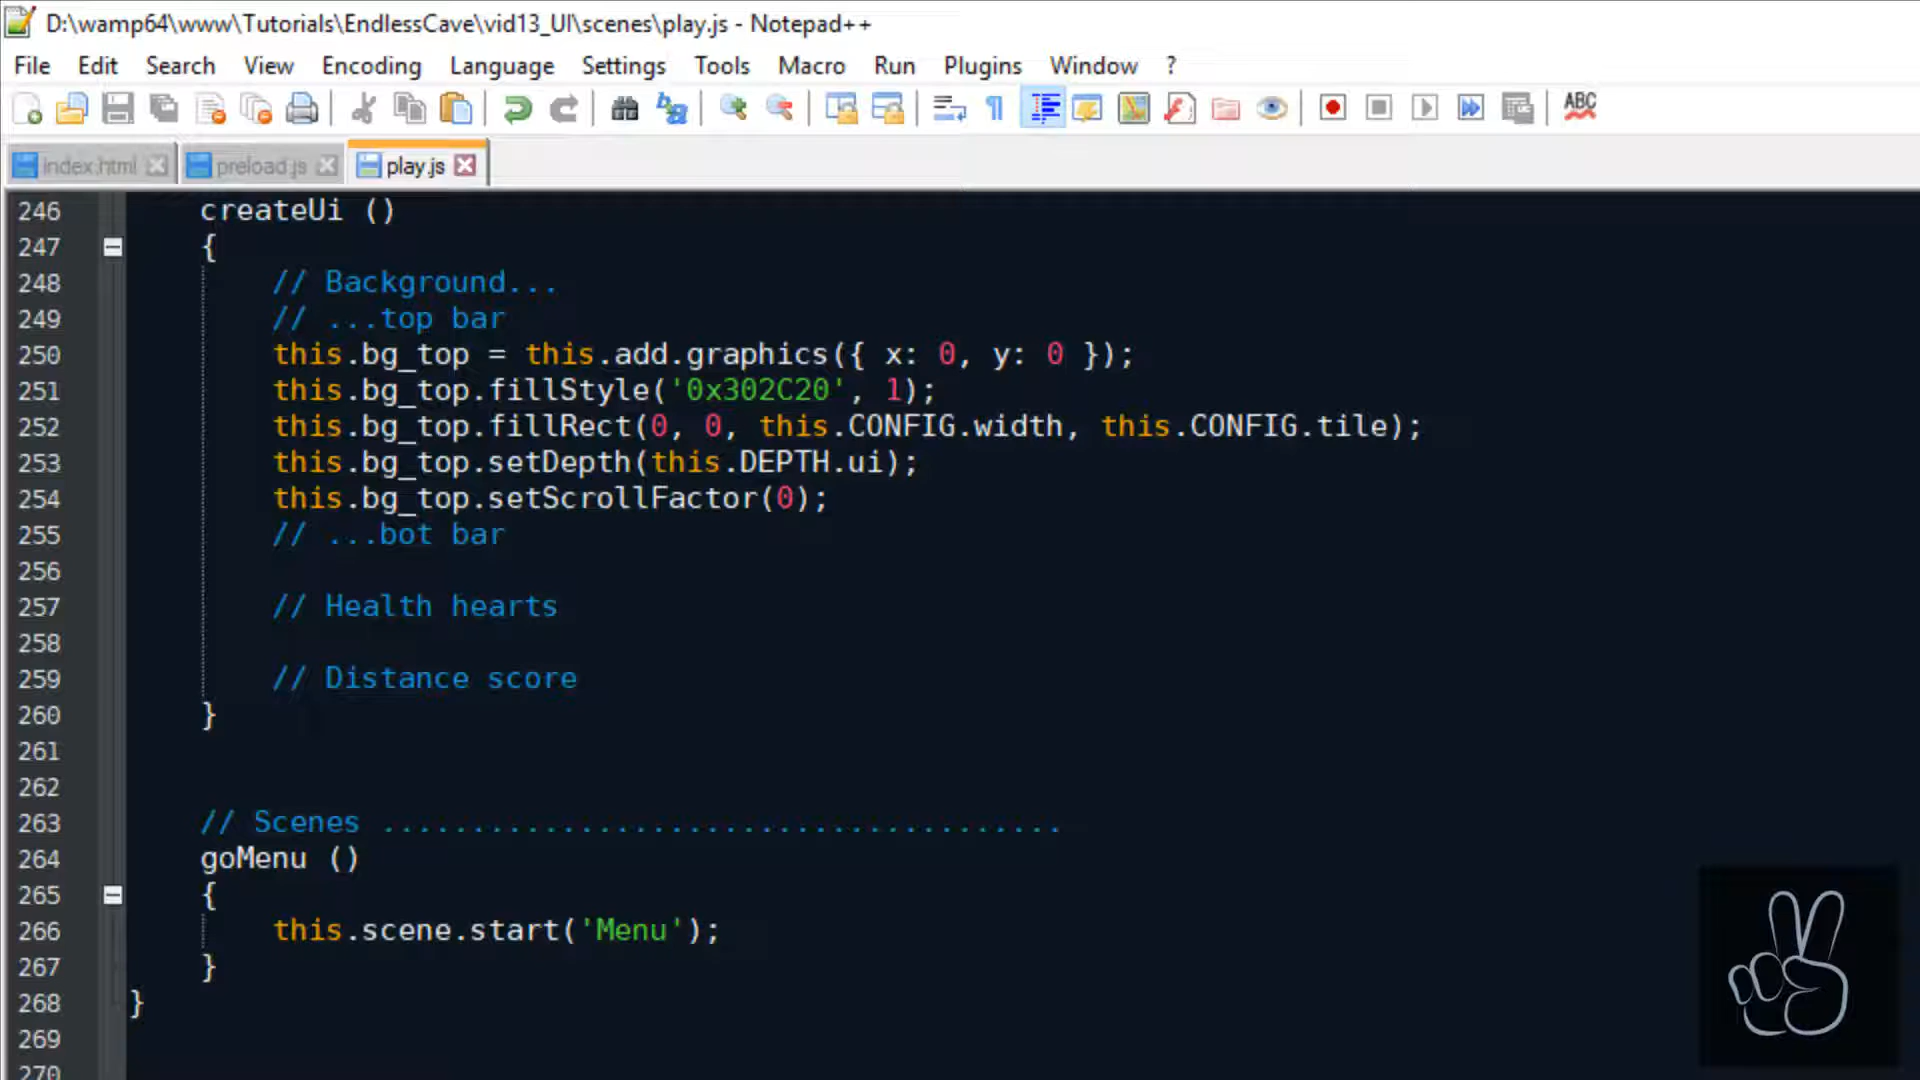 D:\wamp64\www\Tutorials\EndlessCave\vid13_UI\scenes\play.js - Notepad++
File Edit Search View Encoding Language Settings Tools Macro Run Plugins Window ?
ABC
index.html preload.js play.js
246 createUi ()
247 {
248 // Background...
249 // ...top bar
250 this.bg_top = this.add.graphics({ x: 0, y: 0 });
251 this.bg_top.fillStyle('0x302C20', 1);
252 this.bg_top.fillRect(0, 0, this.CONFIG.width, this.CONFIG.tile);
253 this.bg_top.setDepth(this.DEPTH.ui);
254 this.bg_top.setScrollFactor(0);
255 // ...bot bar
256
257 // Health hearts
258
259 // Distance score
260 }
261
262
263 // Scenes ......................................
264 goMenu ()
265 {
266 this.scene.start('Menu');
267 }
268 }
269
270